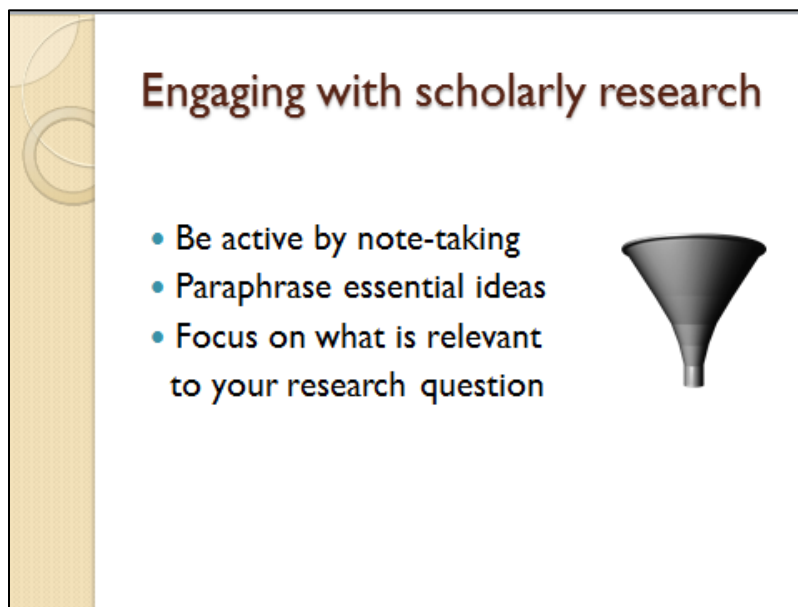 Engaging with scholarly research
• Be active by note-taking
• Paraphrase essential ideas
• Focus on what is relevant
to your research question